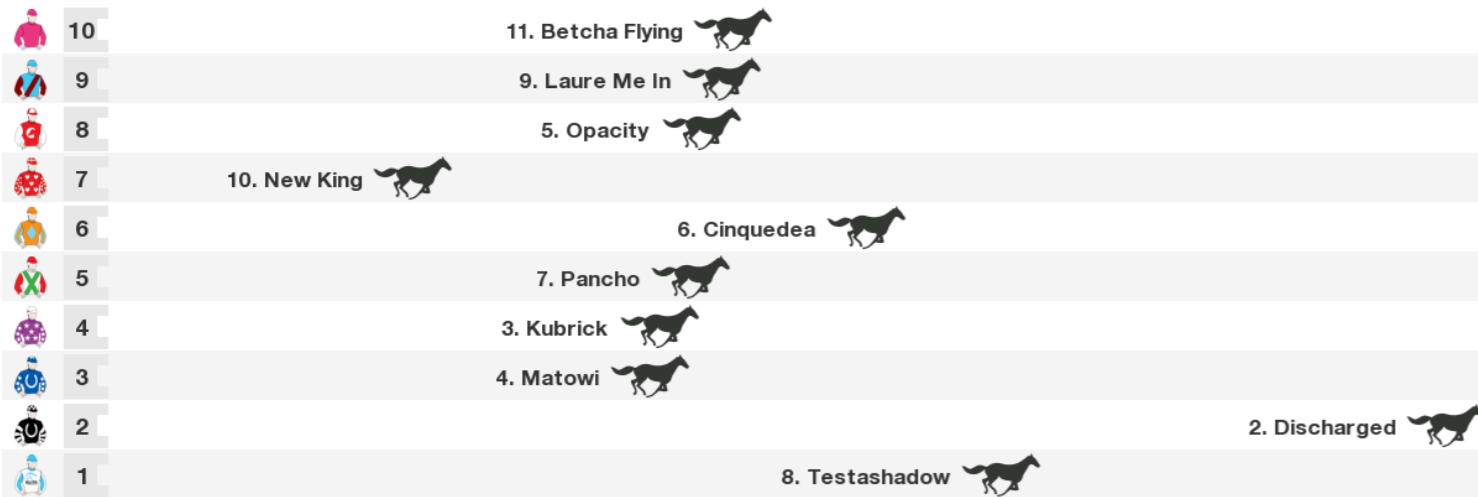 10 11. Betcha Flying
9 9. Laure Me In
8 5. Opacity
7 10. New King
6 6. Cinquedea
5 7. Pancho
4 3. Kubrick
3 4. Matowi
2 2. Discharged
1 8. Testashadow